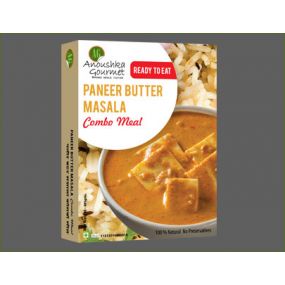 Anoushka
Gourmet
READY TO EAT
PANEER BUTTER
MASALA
Combo Meal
PANEER BUTTER MASALA Combo Meal
100% Natural No Preservatives